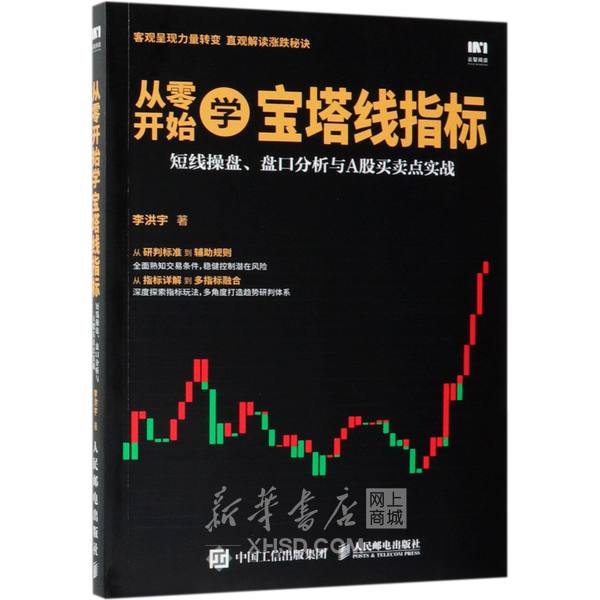 客观呈现力量转变 直观解读涨跌秘诀
从零开始学宝塔线指标
短线操盘、盘口分析与A股买卖点实战
李洪宇 著
从 研判标准 到 辅助规则
全面熟知交易条件，稳健控制潜在风险
从 指标详解 到 多指标融合
深度探索指标玩法，多角度打造趋势研判体系
新华书店
网上商城
XHSD.COM
中国工信出版集团
人民邮电出版社
POSTS & TELECOM PRESS
从零开始学宝塔线指标
李洪宇 著
人民邮电出版社